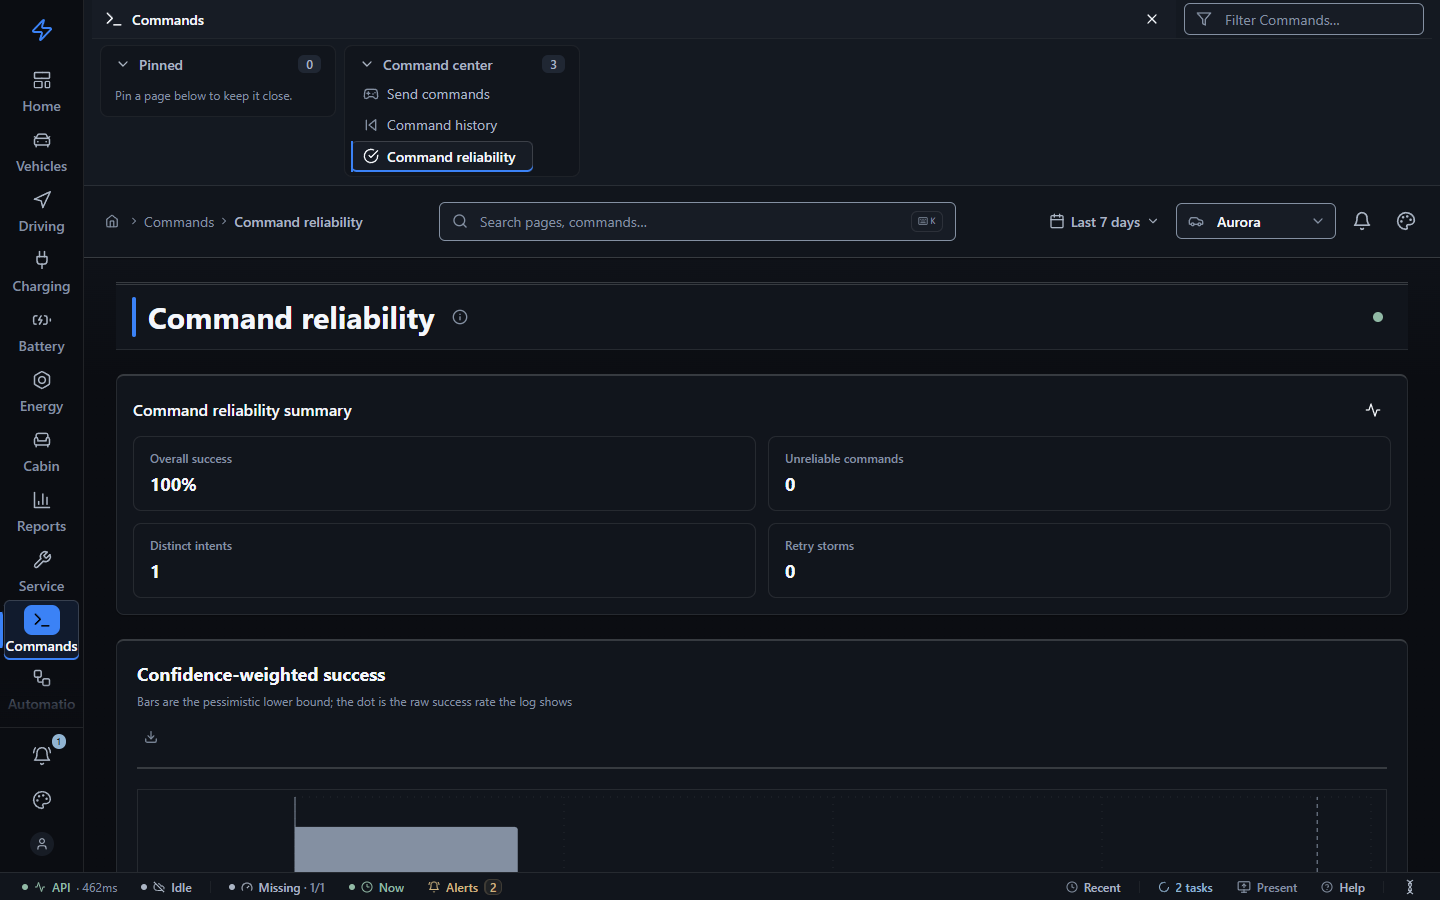 Commands
Filter Commands...
Pinned
0
Pin a page below to keep it close.
Command center
3
Send commands
Command history
Command reliability
Home
Vehicles
Driving
Charging
Battery
Energy
Cabin
Reports
Service
Commands
Automatio
1
Commands
Command reliability
Search pages, commands...
K
Last 7 days
Aurora
Command reliability
Command reliability summary
Overall success
100%
Unreliable commands
0
Distinct intents
1
Retry storms
0
Confidence-weighted success
Bars are the pessimistic lower bound; the dot is the raw success rate the log shows
API · 462ms
Idle
Missing · 1/1
Now
Alerts 2
Recent
2 tasks
Present
Help